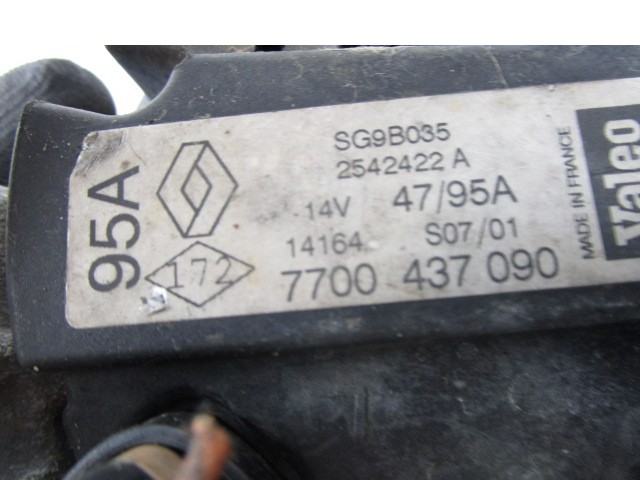 95A
172
SG9B035
2542422 A
14V 47/95A
14164 S07/01
7700 437 090
MADE IN FRANCE
Valeo